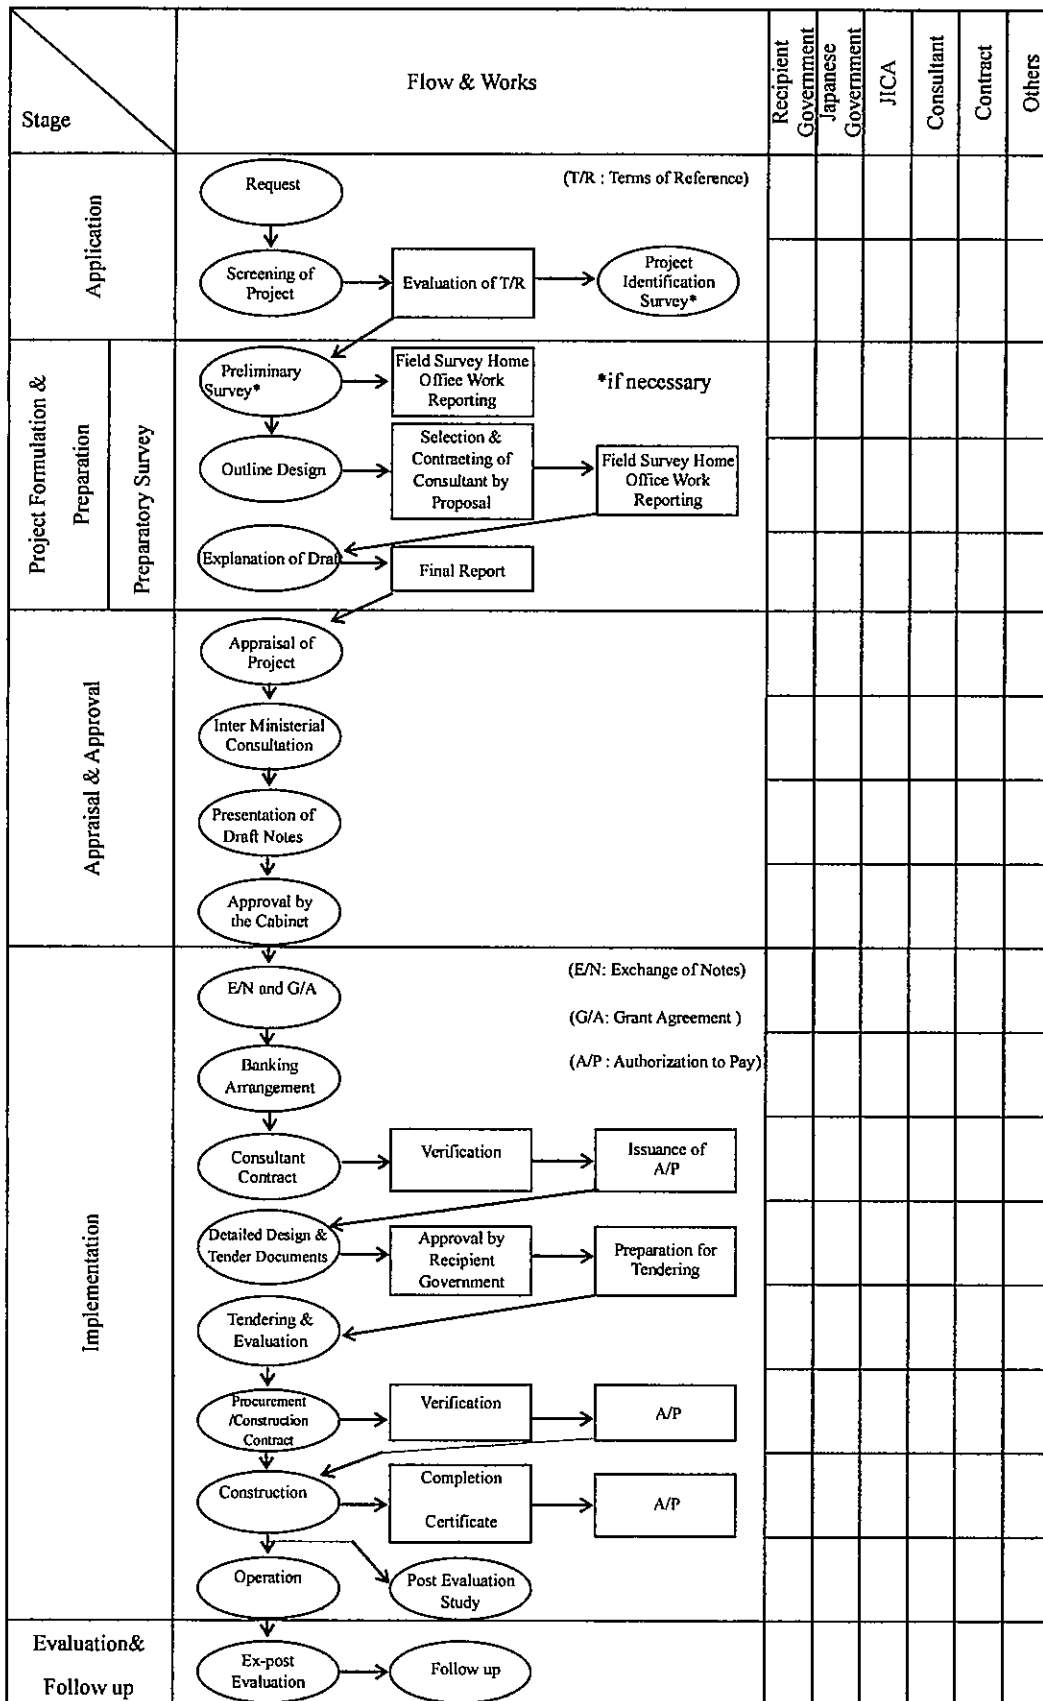 Stage
Flow & Works
Recipient
Government
Japanese
Government
JICA
Consultant
Contract
Others
Application
Request
(T/R : Terms of Reference)
Screening of
Project
Evaluation of T/R
Project
Identification
Survey*
Project Formulation &
Preparation
Preparatory Survey
Preliminary
Survey*
Field Survey Home
Office Work
Reporting
*if necessary
Outline Design
Selection &
Contracting of
Consultant by
Proposal
Field Survey Home
Office Work
Reporting
Explanation of Draft
Final Report
Appraisal & Approval
Appraisal of
Project
Inter Ministerial
Consultation
Presentation of
Draft Notes
Approval by
the Cabinet
Implementation
E/N and G/A
(E/N: Exchange of Notes)
(G/A: Grant Agreement )
Banking
Arrangement
(A/P : Authorization to Pay)
Consultant
Contract
Verification
Issuance of
A/P
Detailed Design &
Tender Documents
Approval by
Recipient
Government
Preparation for
Tendering
Tendering &
Evaluation
Procurement
/Construction
Contract
Verification
A/P
Construction
Completion
Certificate
A/P
Operation
Post Evaluation
Study
Evaluation&
Follow up
Ex-post
Evaluation
Follow up